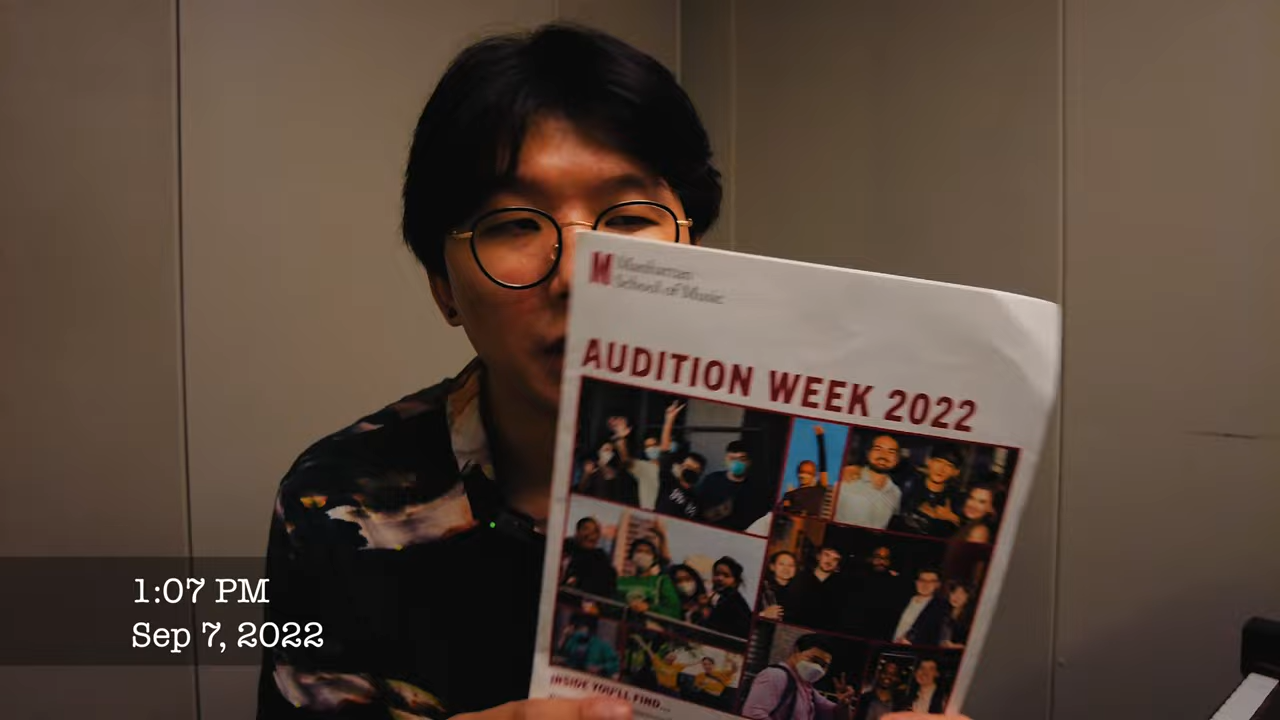 M Manhattan
School of Music
AUDITION WEEK 2022
INSIDE YOU'LL FIND...
1:07 PM
Sep 7, 2022